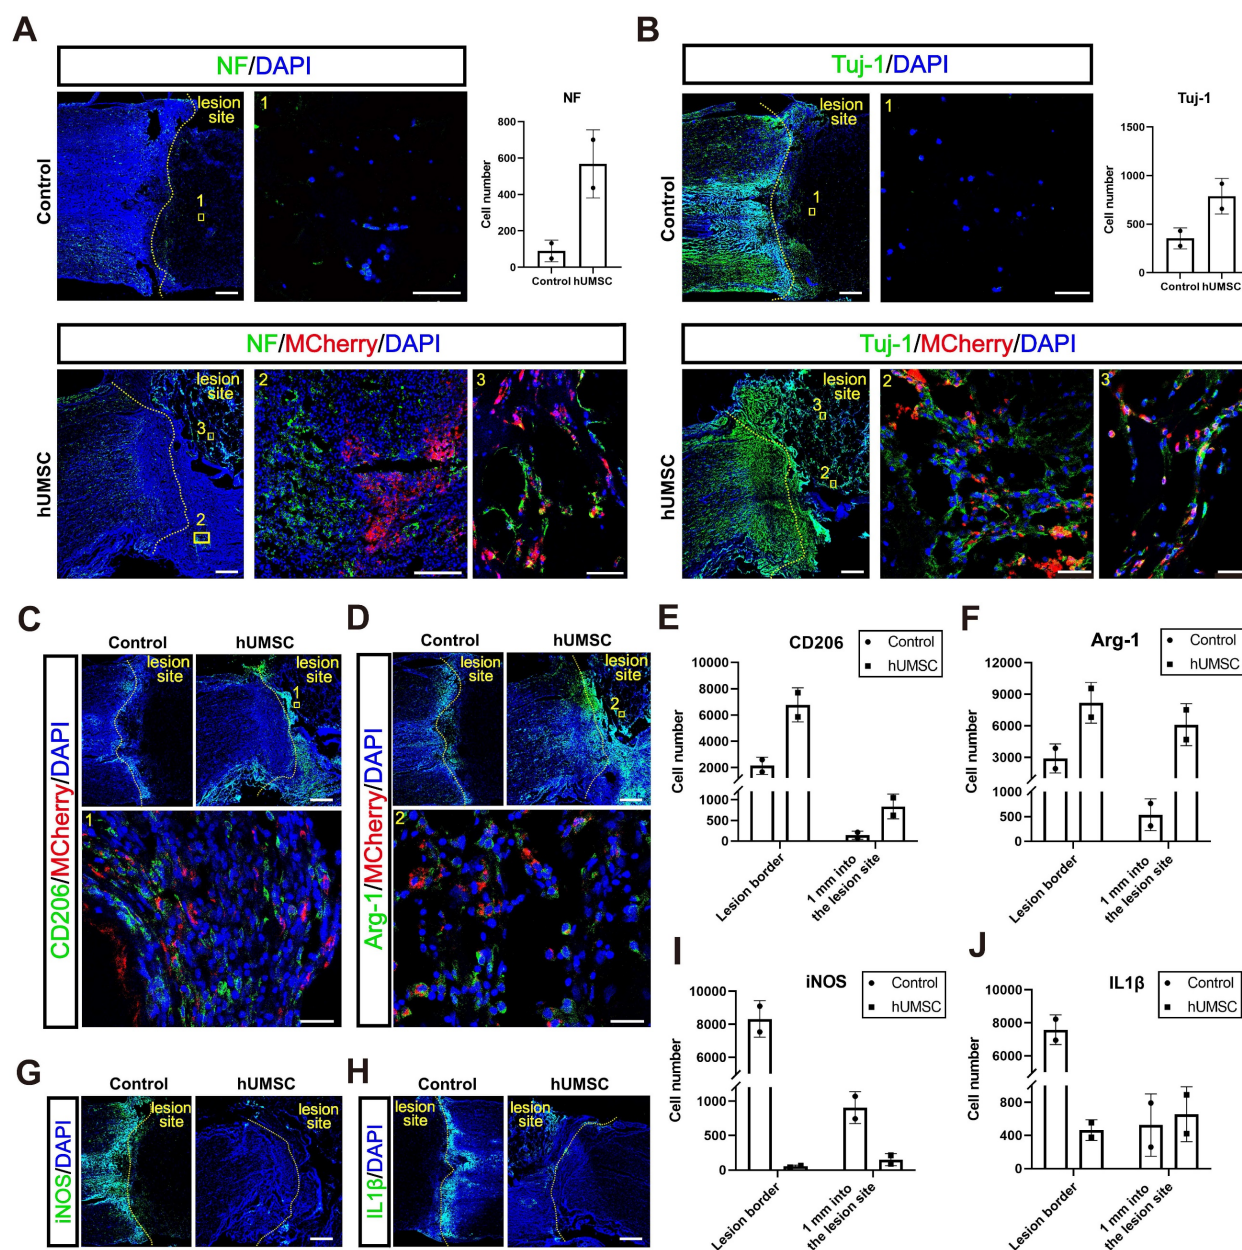 A
NF/DAPI
Control
lesion
site
1
1
NF
Cell number
800
600
400
200
0
Control hUMSC
NF/MCherry/DAPI
hUMSC
lesion
site
3
2
2
3
B
Tuj-1/DAPI
Control
lesion
site
1
1
Tuj-1
Cell number
1500
1000
500
0
Control hUMSC
Tuj-1/MCherry/DAPI
hUMSC
lesion
site
3
2
2
3
C
Control
hUMSC
CD206/MCherry/DAPI
lesion
site
lesion
site
1
1
D
Control
hUMSC
Arg-1/MCherry/DAPI
lesion
site
lesion
site
2
2
E
CD206
Control
hUMSC
Cell number
10000
8000
6000
4000
2000
1000
500
0
Lesion border
1 mm into
the lesion site
F
Arg-1
Control
hUMSC
Cell number
12000
9000
6000
3000
1000
500
0
Lesion border
1 mm into
the lesion site
G
Control
hUMSC
iNOS/DAPI
lesion
site
lesion
site
H
Control
hUMSC
IL1β/DAPI
lesion
site
lesion
site
I
iNOS
Control
hUMSC
Cell number
10000
8000
6000
1000
500
0
Lesion border
1 mm into
the lesion site
J
IL1β
Control
hUMSC
Cell number
10000
8000
6000
800
400
0
Lesion border
1 mm into
the lesion site